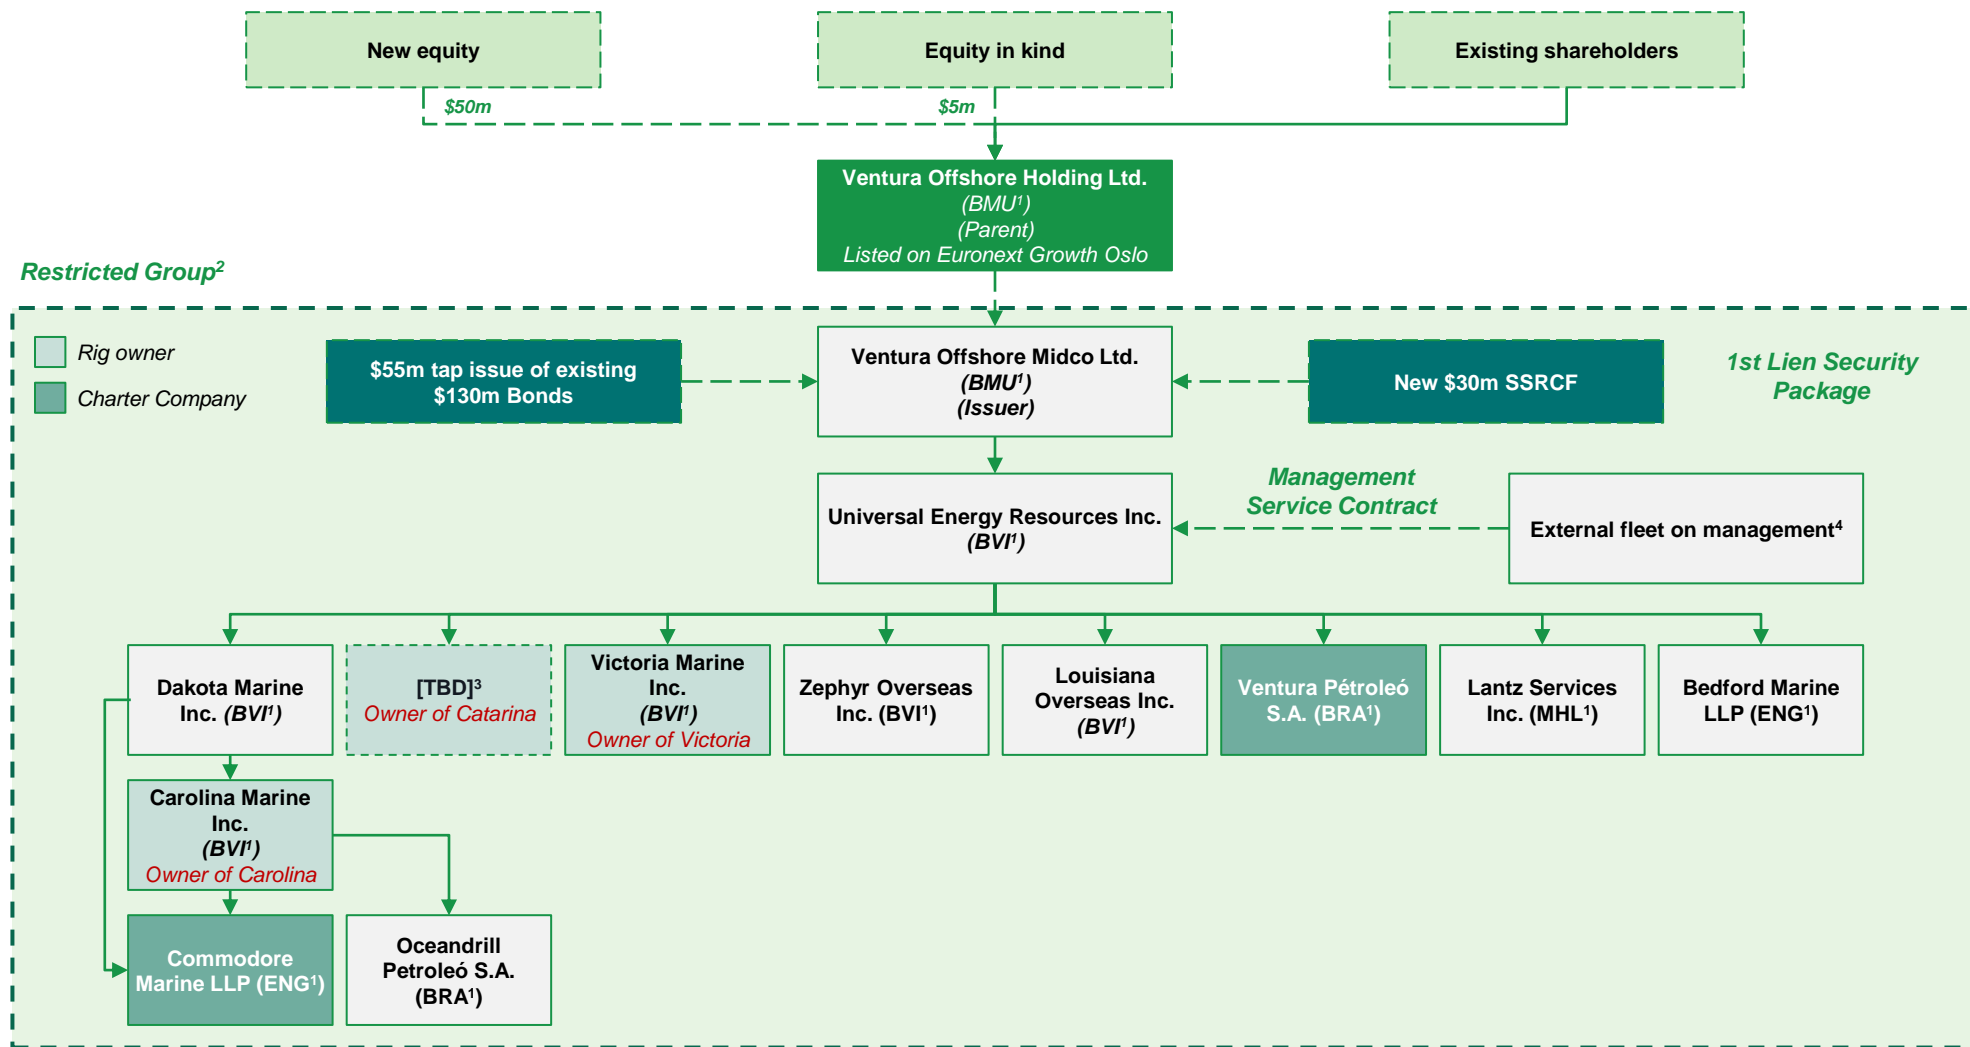 New equity
Equity in kind
Existing shareholders
$50m
$5m
Ventura Offshore Holding Ltd.
(BMU¹)
(Parent)
Listed on Euronext Growth Oslo
Restricted Group²
Rig owner
Charter Company
$55m tap issue of existing
$130m Bonds
Ventura Offshore Midco Ltd.
(BMU¹)
(Issuer)
New $30m SSRCF
1st Lien Security
Package
Universal Energy Resources Inc.
(BVI¹)
Management
Service Contract
External fleet on management⁴
Dakota Marine
Inc. (BVI¹)
[TBD]³
Owner of Catarina
Victoria Marine
Inc.
(BVI¹)
Owner of Victoria
Zephyr Overseas
Inc. (BVI¹)
Louisiana
Overseas Inc.
(BVI¹)
Ventura Pétroleó
S.A. (BRA¹)
Lantz Services
Inc. (MHL¹)
Bedford Marine
LLP (ENG¹)
Carolina Marine
Inc.
(BVI¹)
Owner of Carolina
Commodore
Marine LLP (ENG¹)
Oceandrill
Petroleó S.A.
(BRA¹)